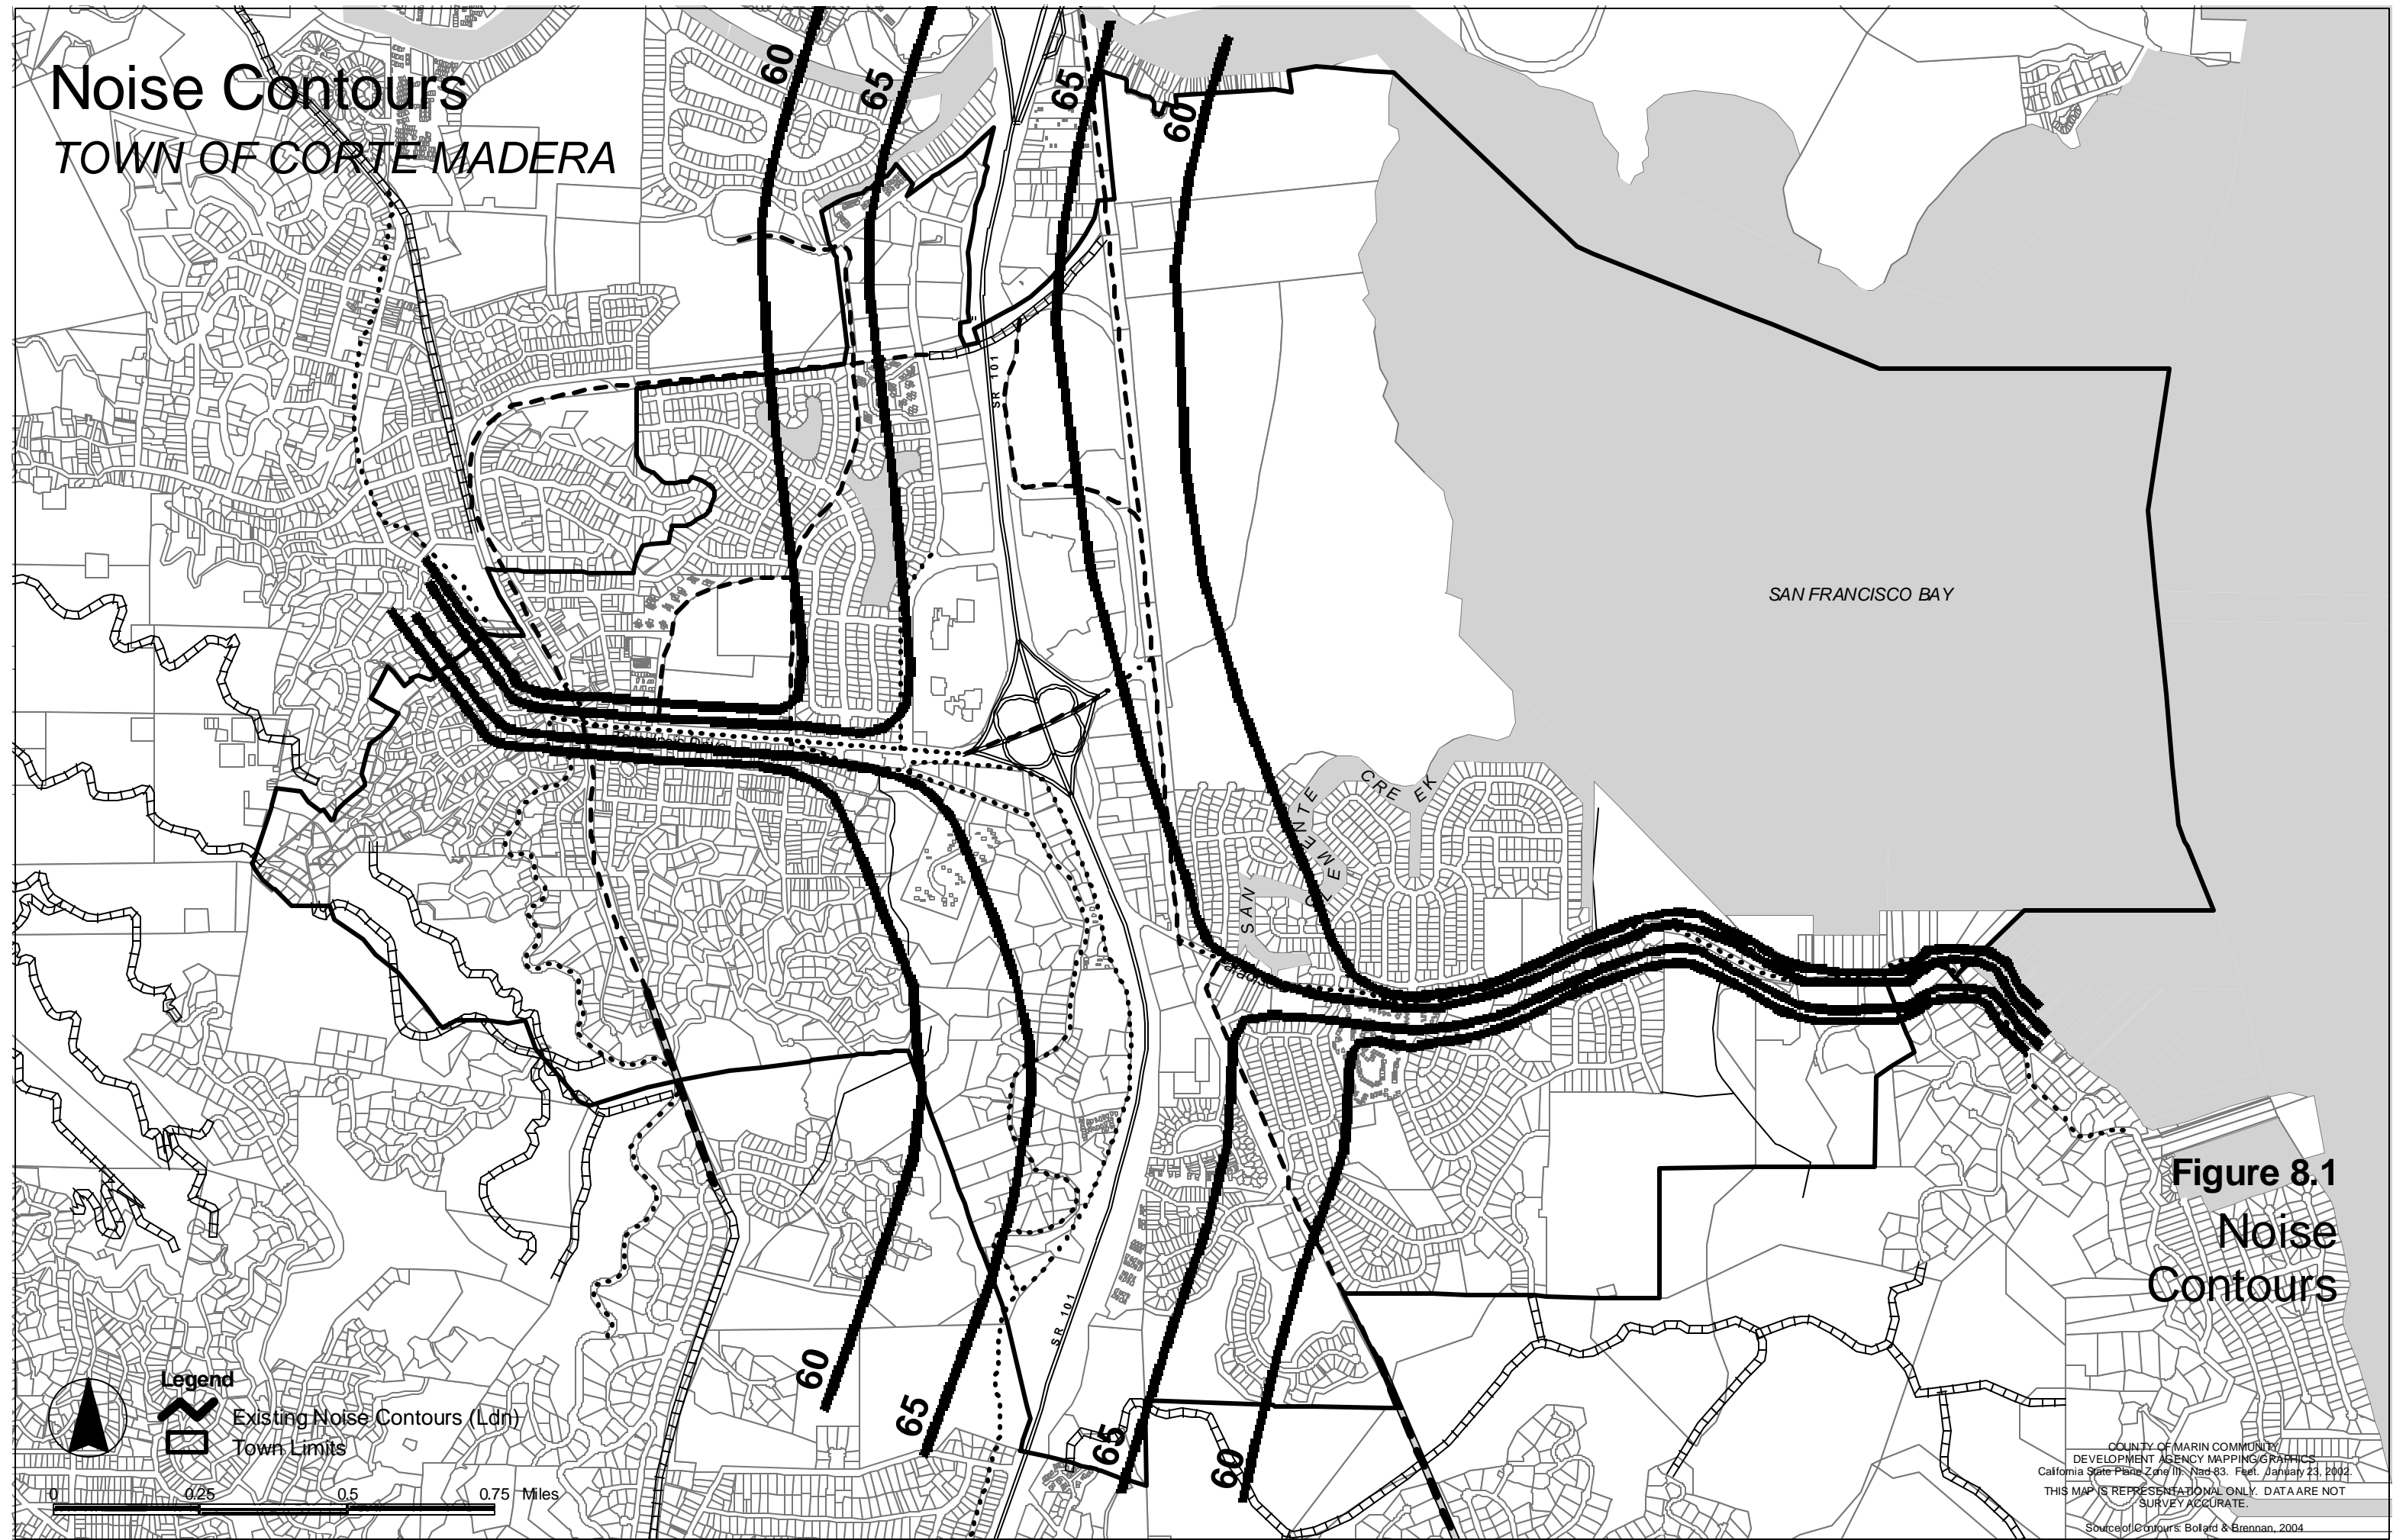 Noise Contours
TOWN OF CORTE MADERA
60
65
65
60
SR 101
SAN FRANCISCO BAY
SAN CLEMENTE CREEK
Paradise
SR 101
60
65
65
60
Figure 8.1
Noise
Contours
Legend
Existing Noise Contours (Ldn)
Town Limits
0 0.25 0.5 0.75 Miles
COUNTY OF MARIN COMMUNITY
DEVELOPMENT AGENCY MAPPING/GRAPHICS
California State Plane Zone III. Nad 83. Feet. January 23, 2002.
THIS MAP IS REPRESENTATIONAL ONLY. DATA ARE NOT
SURVEY ACCURATE.
Source of Contours: Bollard & Brennan, 2004